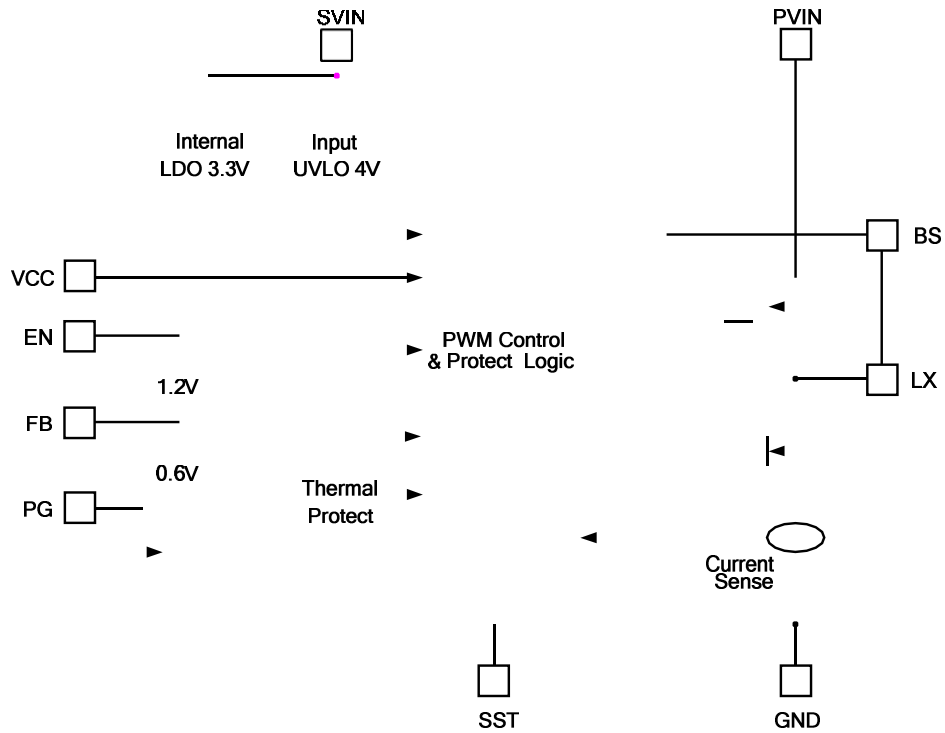 SVIN
PVIN
Internal
LDO 3.3V
Input
UVLO 4V
BS
VCC
EN
PWM Control
& Protect Logic
1.2V
LX
FB
0.6V
PG
Thermal
Protect
Current
Sense
SST
GND